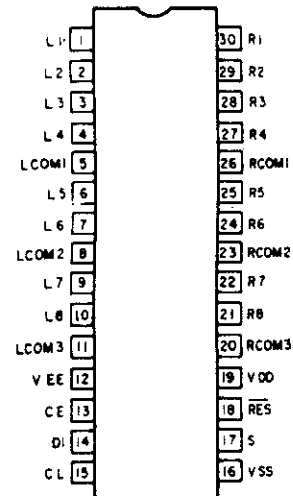 L1 1 30 R1
L2 2 29 R2
L3 3 28 R3
L4 4 27 R4
LCOM1 5 26 RCOM1
L5 6 25 R5
L6 7 24 R6
LCOM2 8 23 RCOM2
L7 9 22 R7
L8 10 21 R8
LCOM3 11 20 RCOM3
VEE 12 19 VDD
CE 13 18 RES
DI 14 17 S
CL 15 16 VSS